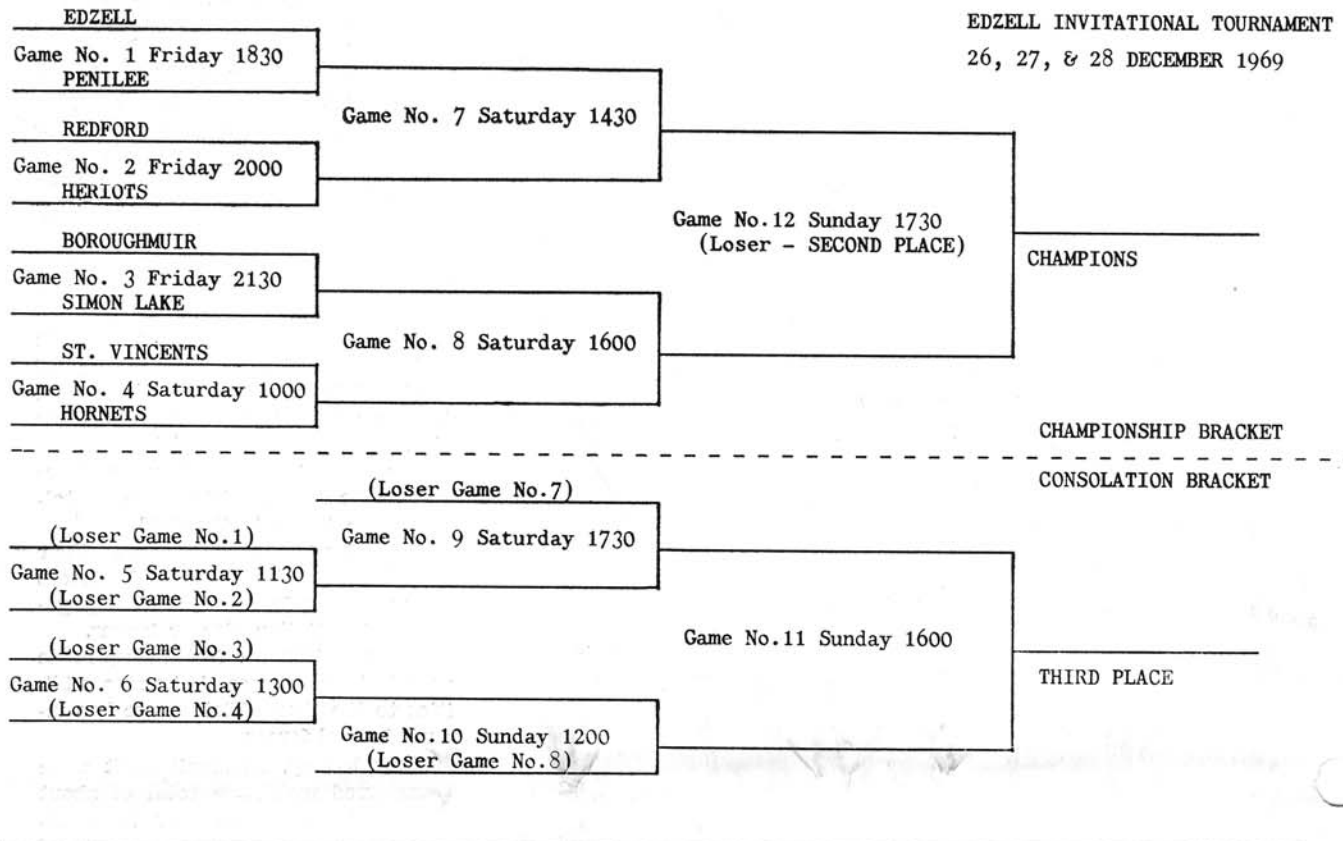 EDZELL INVITATIONAL TOURNAMENT
26, 27, & 28 DECEMBER 1969
EDZELL
Game No. 1 Friday 1830
PENILEE
REDFORD
Game No. 2 Friday 2000
HERIOTS
BOROUGHMUIR
Game No. 3 Friday 2130
SIMON LAKE
ST. VINCENTS
Game No. 4 Saturday 1000
HORNETS
Game No. 7 Saturday 1430
Game No. 8 Saturday 1600
Game No.12 Sunday 1730
(Loser - SECOND PLACE)
CHAMPIONS
CHAMPIONSHIP BRACKET
CONSOLATION BRACKET
(Loser Game No.1)
Game No. 5 Saturday 1130
(Loser Game No.2)
(Loser Game No.3)
Game No. 6 Saturday 1300
(Loser Game No.4)
(Loser Game No.7)
Game No. 9 Saturday 1730
Game No.10 Sunday 1200
(Loser Game No.8)
Game No.11 Sunday 1600
THIRD PLACE